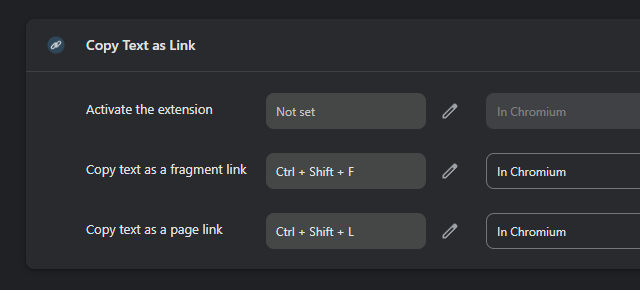 Copy Text as Link
Activate the extension Not set In Chromium
Copy text as a fragment link Ctrl + Shift + F In Chromium
Copy text as a page link Ctrl + Shift + L In Chromium